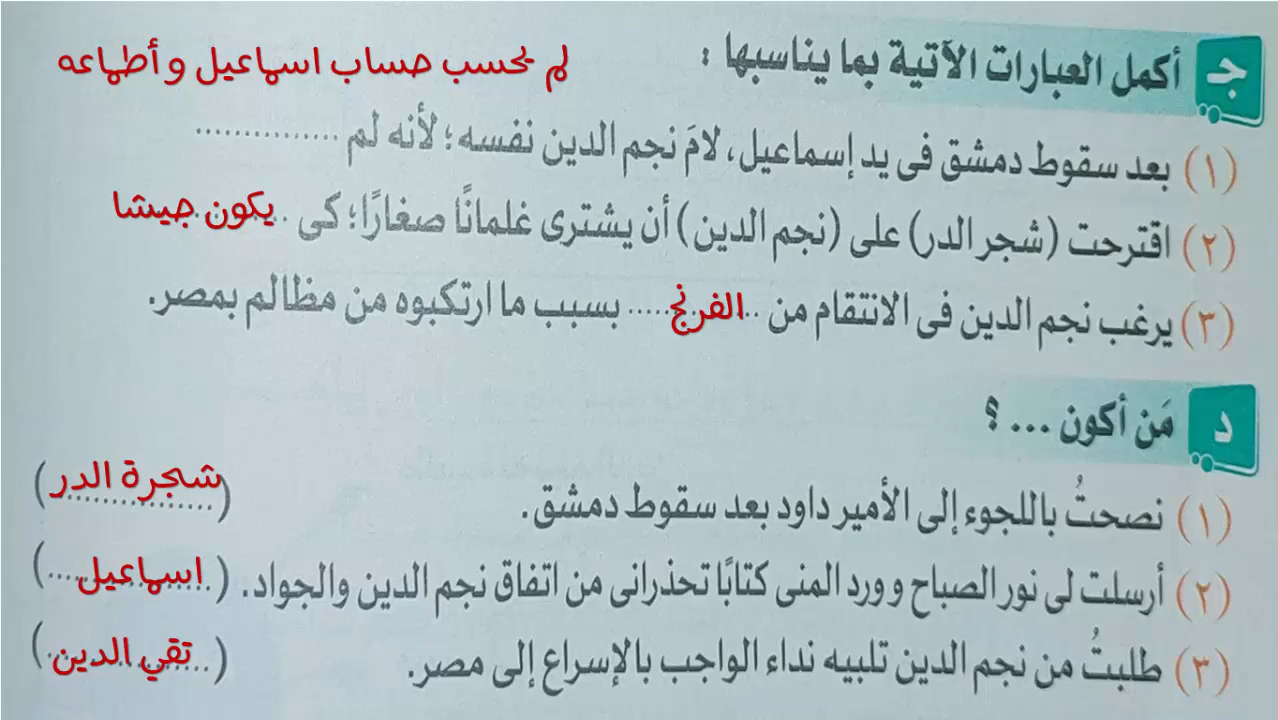 جـ أكمل العبارات الآتية بما يناسبها :
لم يحسب حساب اسماعيل و أطماعه
(١) بعد سقوط دمشق فى يد إسماعيل، لامَ نجم الدين نفسه؛ لأنه لم ...............
(٢) اقترحت (شجر الدر) على (نجم الدين) أن يشترى غلمانًا صغارًا؛ كى يكون جيشا
(٣) يرغب نجم الدين فى الانتقام من الفرنج بسبب ما ارتكبوه من مظالم بمصر.
د مَن أكون ... ؟
(١) نصحتُ باللجوء إلى الأمير داود بعد سقوط دمشق. (شجرة الدر)
(٢) أرسلت لى نور الصباح و ورد المنى كتابًا تحذرانى من اتفاق نجم الدين والجواد. (اسماعيل)
(٣) طلبتُ من نجم الدين تلبيه نداء الواجب بالإسراع إلى مصر. (تقي الدين)